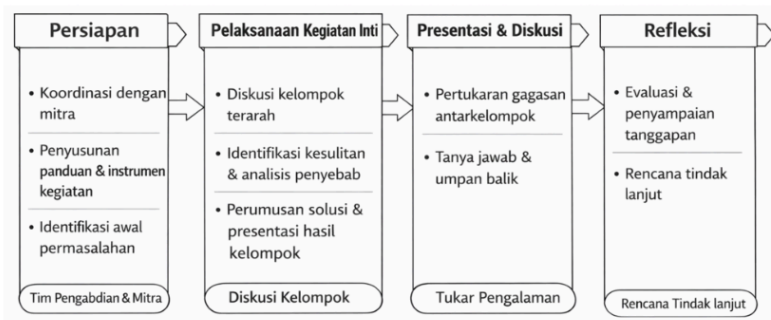 Persiapan
• Koordinasi dengan
mitra
• Penyusunan
panduan & instrumen
kegiatan
• Identifikasi awal
permasalahan
Tim Pengabdian & Mitra
Pelaksanaan Kegiatan Inti
• Diskusi kelompok
terarah
• Identifikasi kesulitan
& analisis penyebab
• Perumusan solusi &
presentasi hasil
kelompok
Diskusi Kelompok
Presentasi & Diskusi
• Pertukaran gagasan
antarkelompok
• Tanya jawab &
umpan balik
Tukar Pengalaman
Refleksi
• Evaluasi &
penyampaian
tanggapan
• Rencana tindak
lanjut
Rencana Tindak lanjut